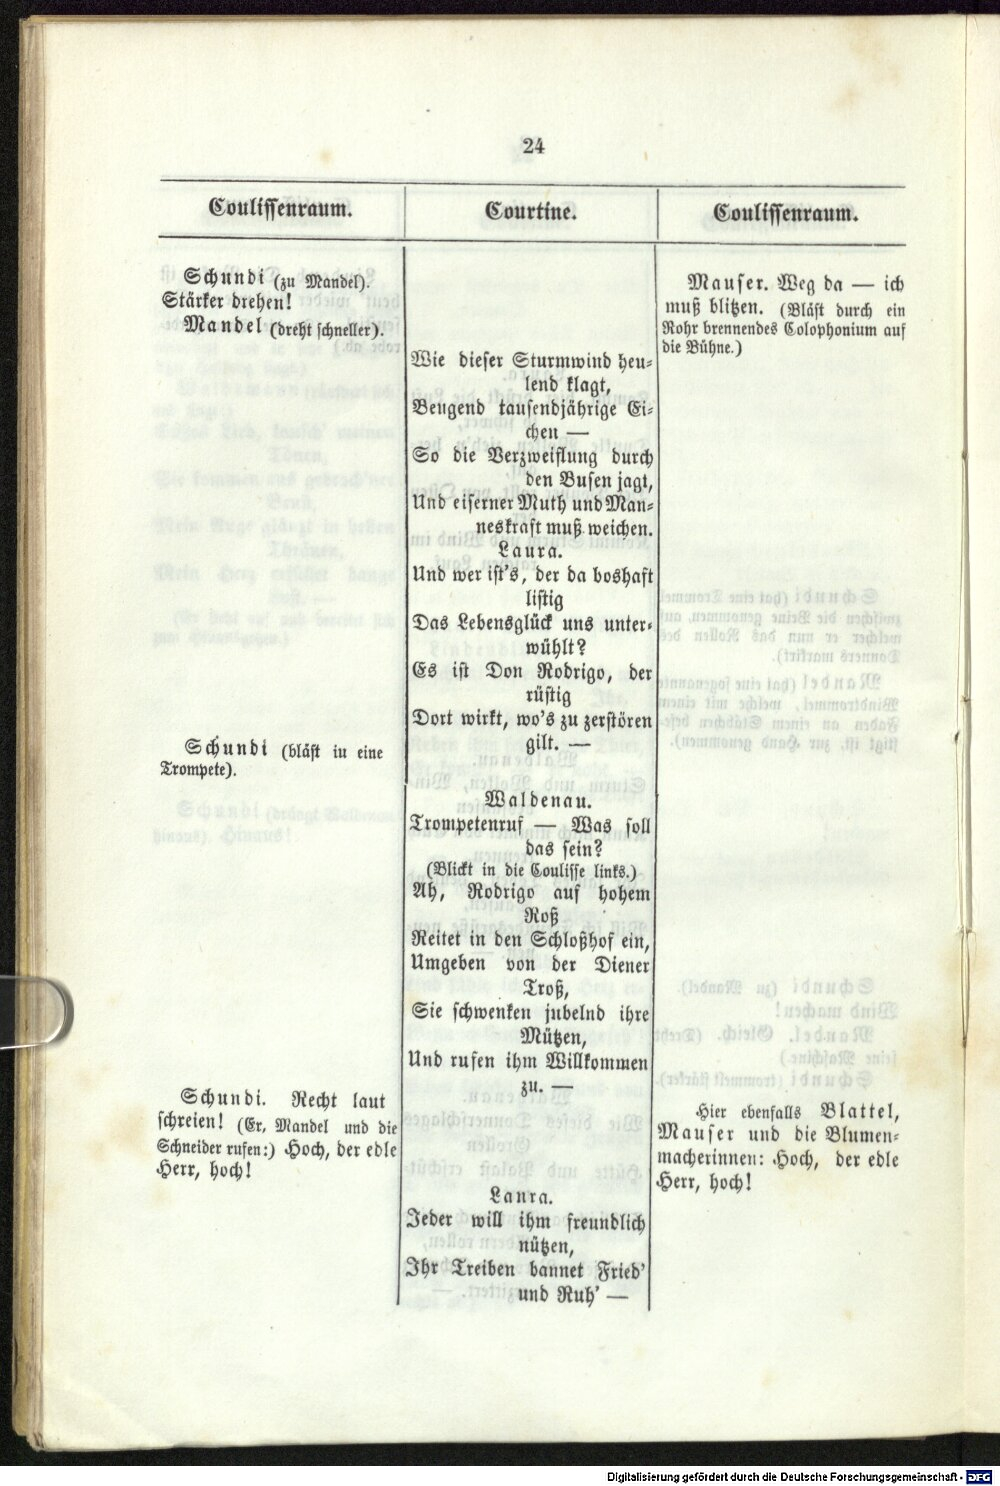 24
Coulissenraum.
Schundi (zu Mandel).
Stärker drehen!
Mandel (dreht schneller).
Schundi (bläst in eine
Trompete).
Schundi. Recht laut
schreien! (Er, Mandel und die
Schneider rufen:) Hoch, der edle
Herr, hoch!
Courtine.
Wie dieser Sturmwind heu-
lend klagt,
Beugend tausendjährige Ei-
chen —
So die Verzweiflung durch
den Busen jagt,
Und eiserner Muth und Man-
neskraft muß weichen.
Laura.
Und wer ist's, der da boshaft
listig
Das Lebensglück uns unter-
wühlt?
Es ist Don Rodrigo, der
rüstig
Dort wirkt, wo's zu zerstören
gilt. —
Waldenau.
Trompetenruf — Was soll
das sein?
(Blickt in die Coulisse links.)
Ah, Rodrigo auf hohem
Roß
Reitet in den Schloßhof ein,
Umgeben von der Diener
Troß,
Sie schwenken jubelnd ihre
Mützen,
Und rufen ihm Willkommen
zu. —
Laura.
Jeder will ihm freundlich
nützen,
Ihr Treiben bannet Fried'
und Ruh' —
Coulissenraum.
Mauser. Weg da — ich
muß blitzen. (Bläst durch ein
Rohr brennendes Colophonium auf
die Bühne.)
Hier ebenfalls Blattel,
Mauser und die Blumen-
macherinnen: Hoch, der edle
Herr, hoch!
Digitalisierung gefördert durch die Deutsche Forschungsgemeinschaft - DFG